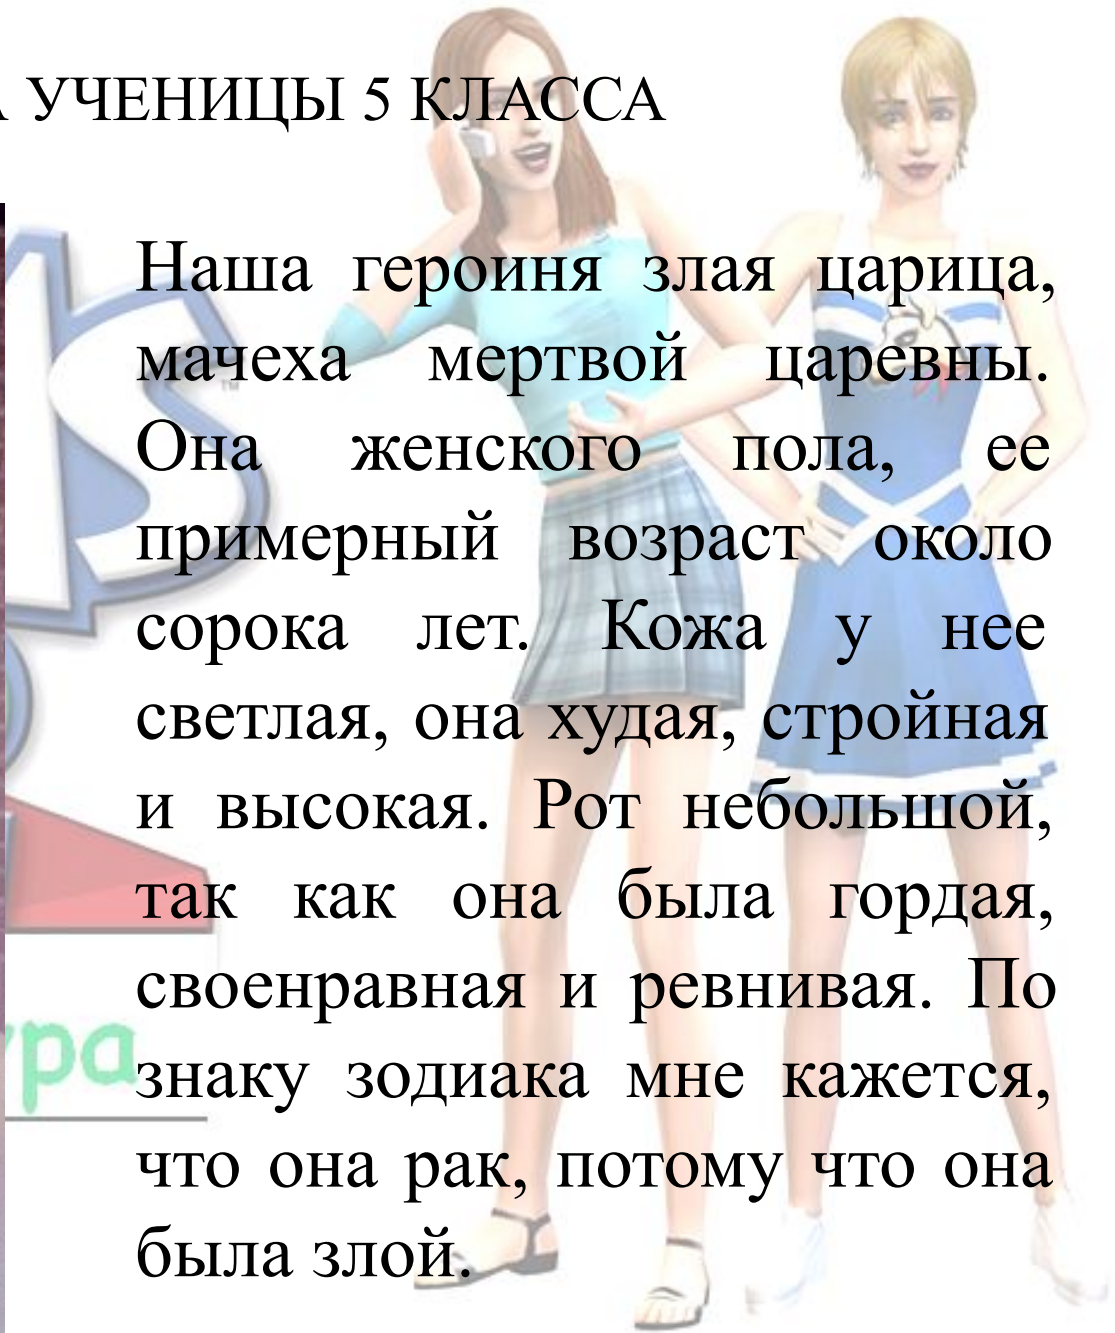 УЧЕНИЦЫ 5 КЛАССА
Наша героиня злая царица,
мачеха мертвой царевны.
Она женского пола, ее
примерный возраст около
сорока лет. Кожа у нее
светлая, она худая, стройная
и высокая. Рот небольшой,
так как она была гордая,
своенравная и ревнивая. По
знаку зодиака мне кажется,
что она рак, потому что она
была злой.